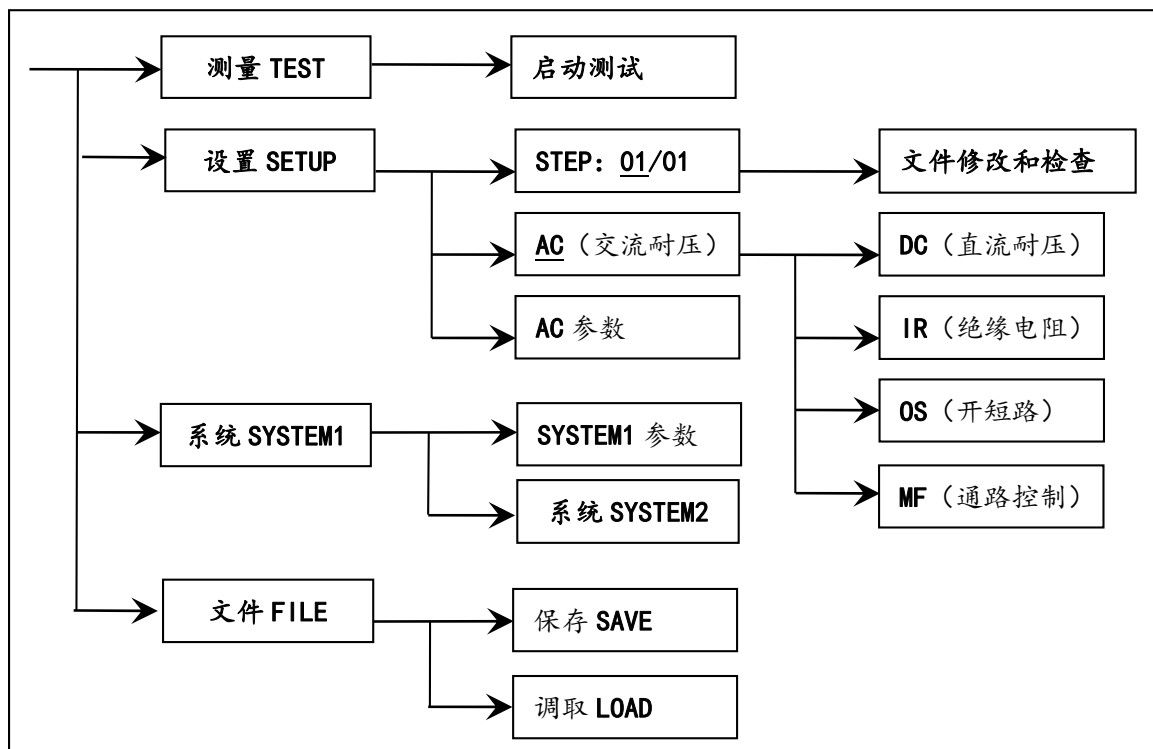 测量 TEST
启动测试
设置 SETUP
STEP: 01/01
文件修改和检查
AC（交流耐压）
DC（直流耐压）
AC 参数
IR（绝缘电阻）
OS（开短路）
系统 SYSTEM1
SYSTEM1 参数
MF（通路控制）
系统 SYSTEM2
文件 FILE
保存 SAVE
调取 LOAD